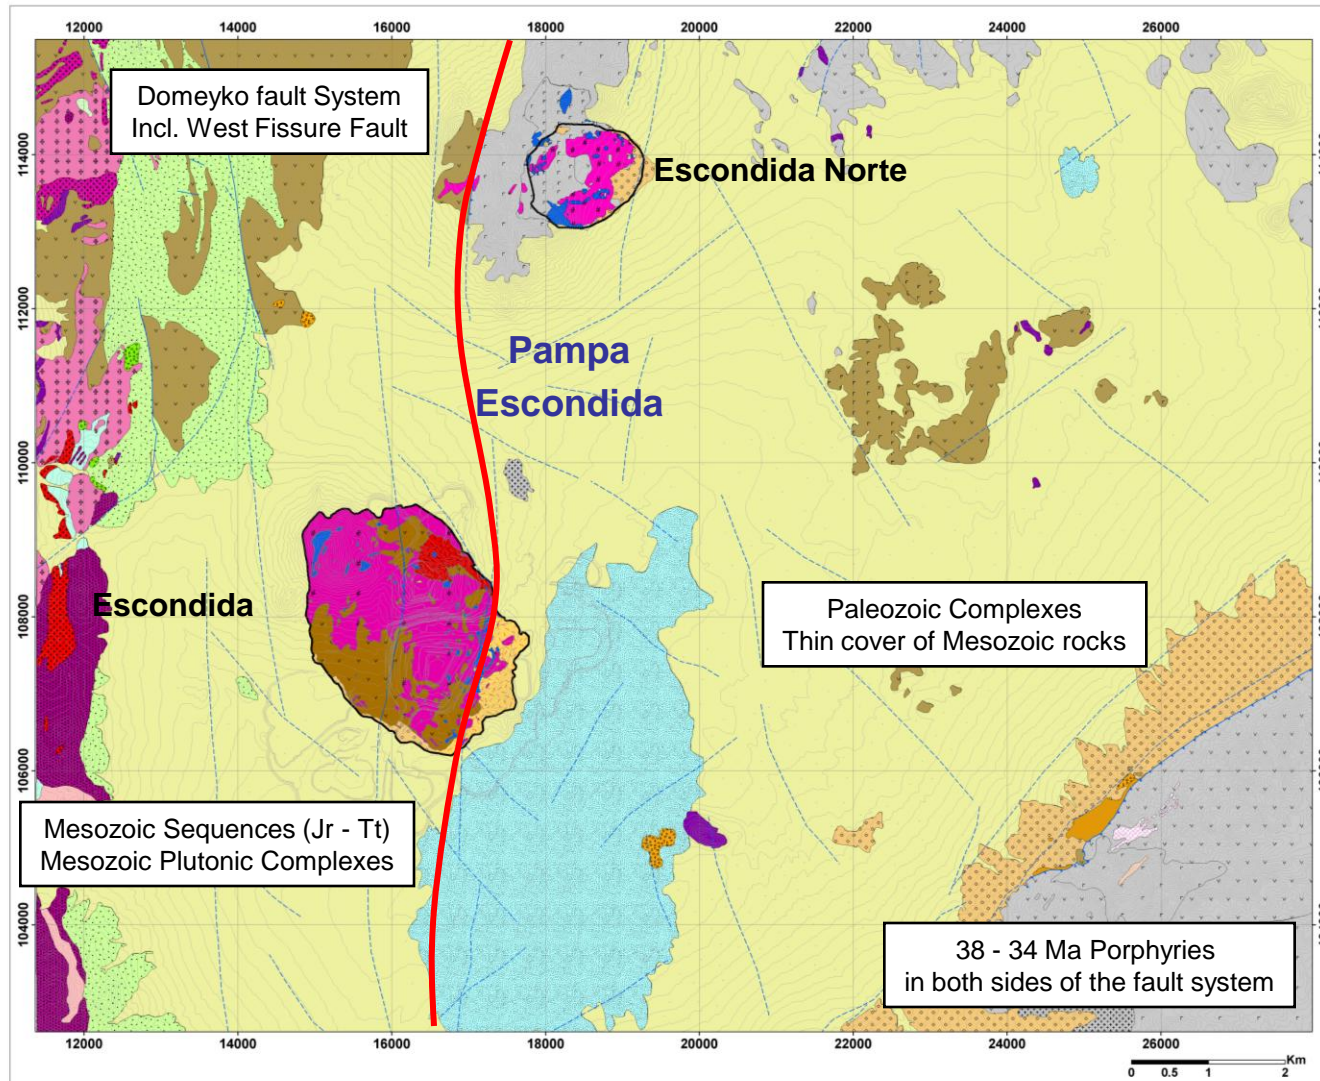 12000 14000 16000 18000 20000 22000 24000 26000
Domeyko fault System
Incl. West Fissure Fault
114000
Escondida Norte
112000
Pampa
Escondida
110000
Escondida
108000
Paleozoic Complexes
Thin cover of Mesozoic rocks
106000
Mesozoic Sequences (Jr - Tt)
Mesozoic Plutonic Complexes
104000
38 - 34 Ma Porphyries
in both sides of the fault system
12000 14000 16000 18000 20000 22000 24000 26000
Km
0 0.5 1 2